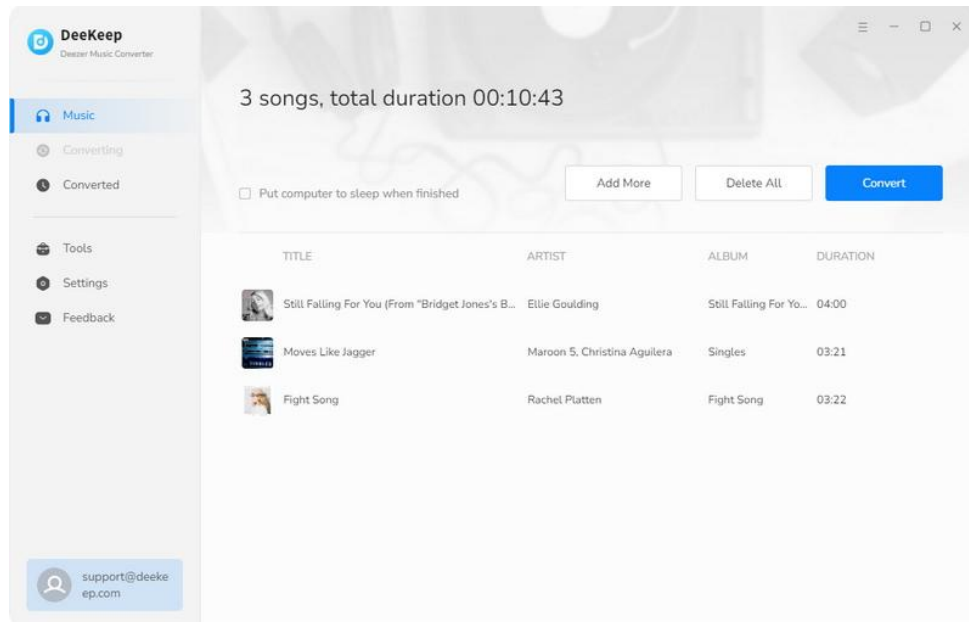 DeeKeep
Deezer Music Converter
Music
Converting
Converted
Tools
Settings
Feedback
support@deeke
ep.com
3 songs, total duration 00:10:43
Put computer to sleep when finished
Add More
Delete All
Convert
TITLE ARTIST ALBUM DURATION
Still Falling For You (From "Bridget Jones's B... Ellie Goulding Still Falling For Yo... 04:00
Moves Like Jagger Maroon 5, Christina Aguilera Singles 03:21
Fight Song Rachel Platten Fight Song 03:22